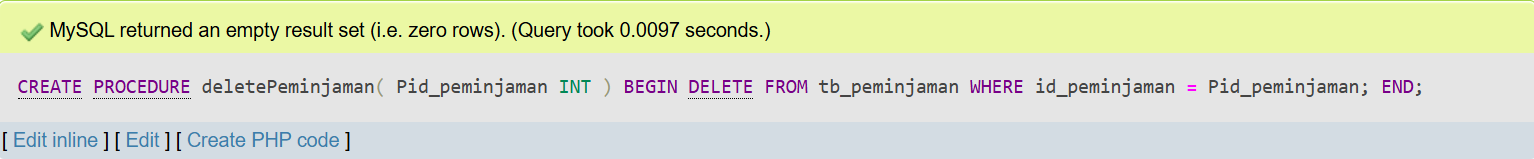 MySQL returned an empty result set (i.e. zero rows). (Query took 0.0097 seconds.)
CREATE PROCEDURE deletePeminjaman( Pid_peminjaman INT ) BEGIN DELETE FROM tb_peminjaman WHERE id_peminjaman = Pid_peminjaman; END;
[ Edit inline ] [ Edit ] [ Create PHP code ]